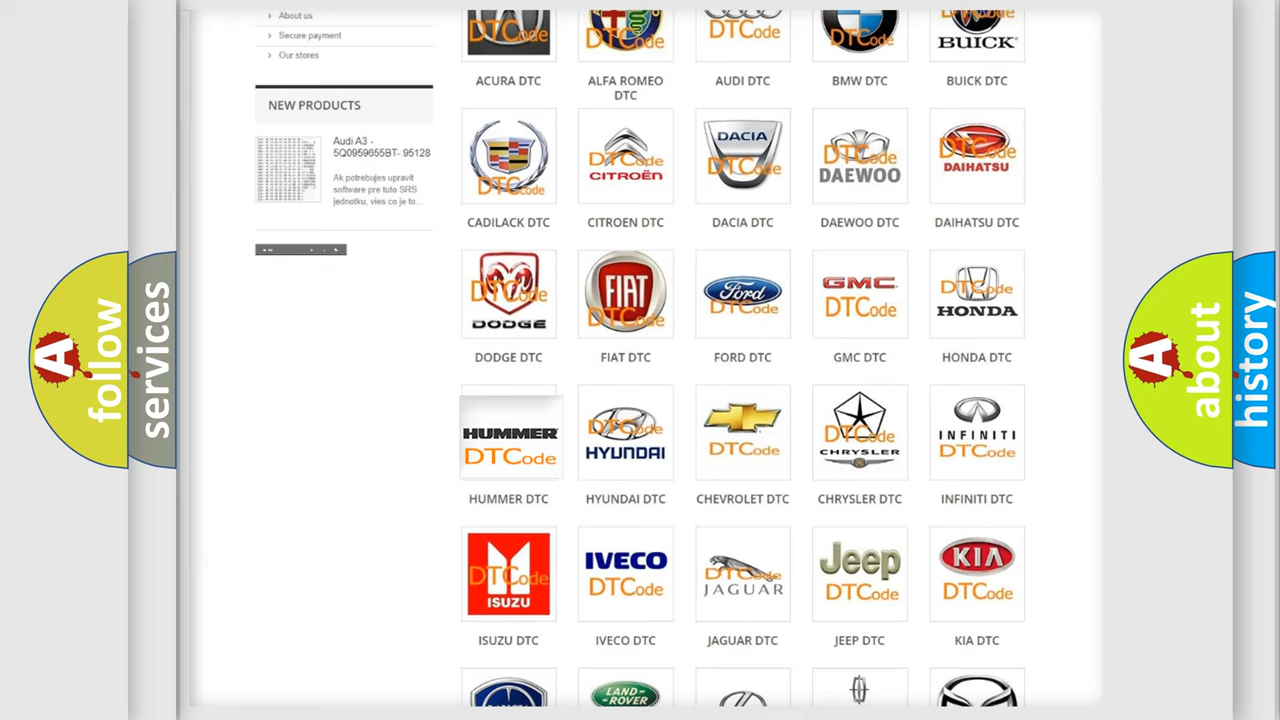 About us
Secure payment
Our stores
NEW PRODUCTS
Audi A3 -
5Q0959655BT- 95128
Ak potrebujes upravit
software pre tuto SRS
jednotku, vies co je to...
A follow
services
A about
history
DTCode
DTCode
DTCode
DTCode
DTCode
BUICK
ACURA DTC
ALFA ROMEO
DTC
AUDI DTC
BMW DTC
BUICK DTC
DTCode
DTCode
CITROËN
DACIA
DTCode
DTCode
DAEWOO
DTCode
DAIHATSU
CADILACK DTC
CITROEN DTC
DACIA DTC
DAEWOO DTC
DAIHATSU DTC
DTCode
DODGE
FIAT
DTCode
Ford
DTCode
GMC
DTCode
DTCode
HONDA
DODGE DTC
FIAT DTC
FORD DTC
GMC DTC
HONDA DTC
HUMMER
DTCode
DTCode
HYUNDAI
DTCode
DTCode
CHRYSLER
INFINITI
DTCode
HUMMER DTC
HYUNDAI DTC
CHEVROLET DTC
CHRYSLER DTC
INFINITI DTC
DTCode
ISUZU
IVECO
DTCode
DTCode
JAGUAR
Jeep
DTCode
KIA
DTCode
ISUZU DTC
IVECO DTC
JAGUAR DTC
JEEP DTC
KIA DTC
LAND-
ROVER